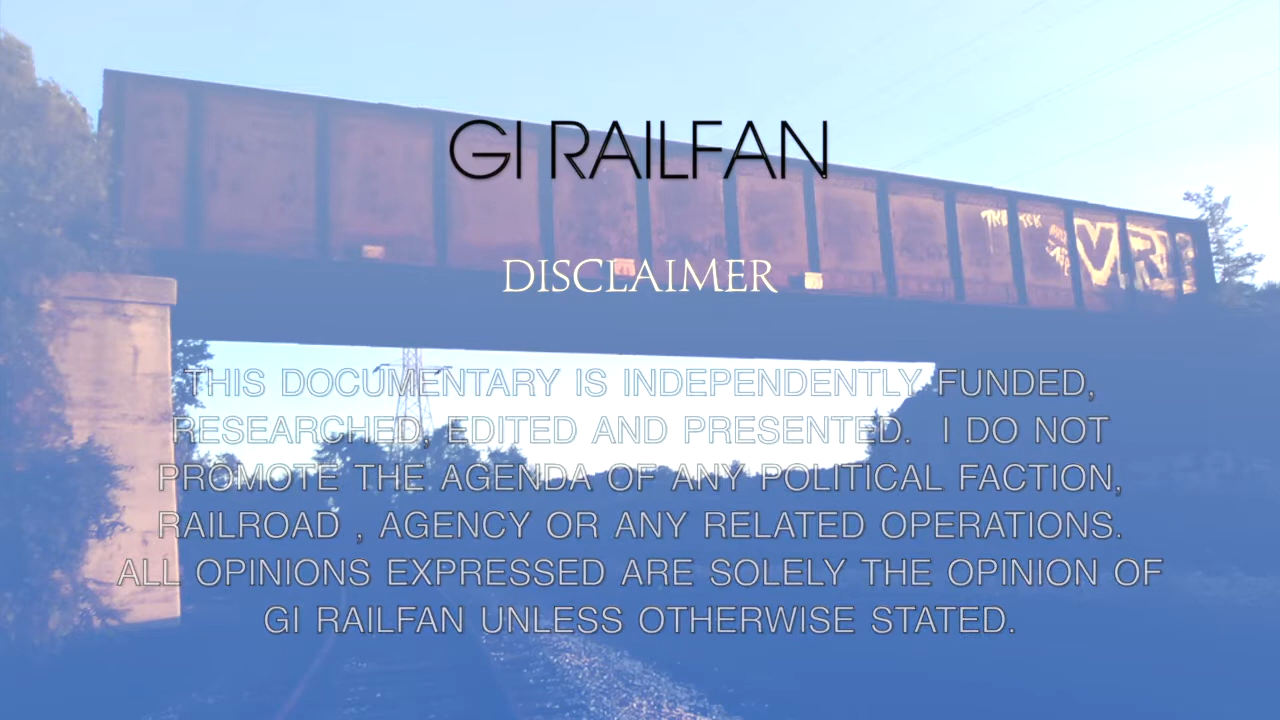 GI RAILFAN
DISCLAIMER
THIS DOCUMENTARY IS INDEPENDENTLY FUNDED,
RESEARCHED, EDITED AND PRESENTED. I DO NOT
PROMOTE THE AGENDA OF ANY POLITICAL FACTION,
RAILROAD , AGENCY OR ANY RELATED OPERATIONS.
ALL OPINIONS EXPRESSED ARE SOLELY THE OPINION OF
GI RAILFAN UNLESS OTHERWISE STATED.